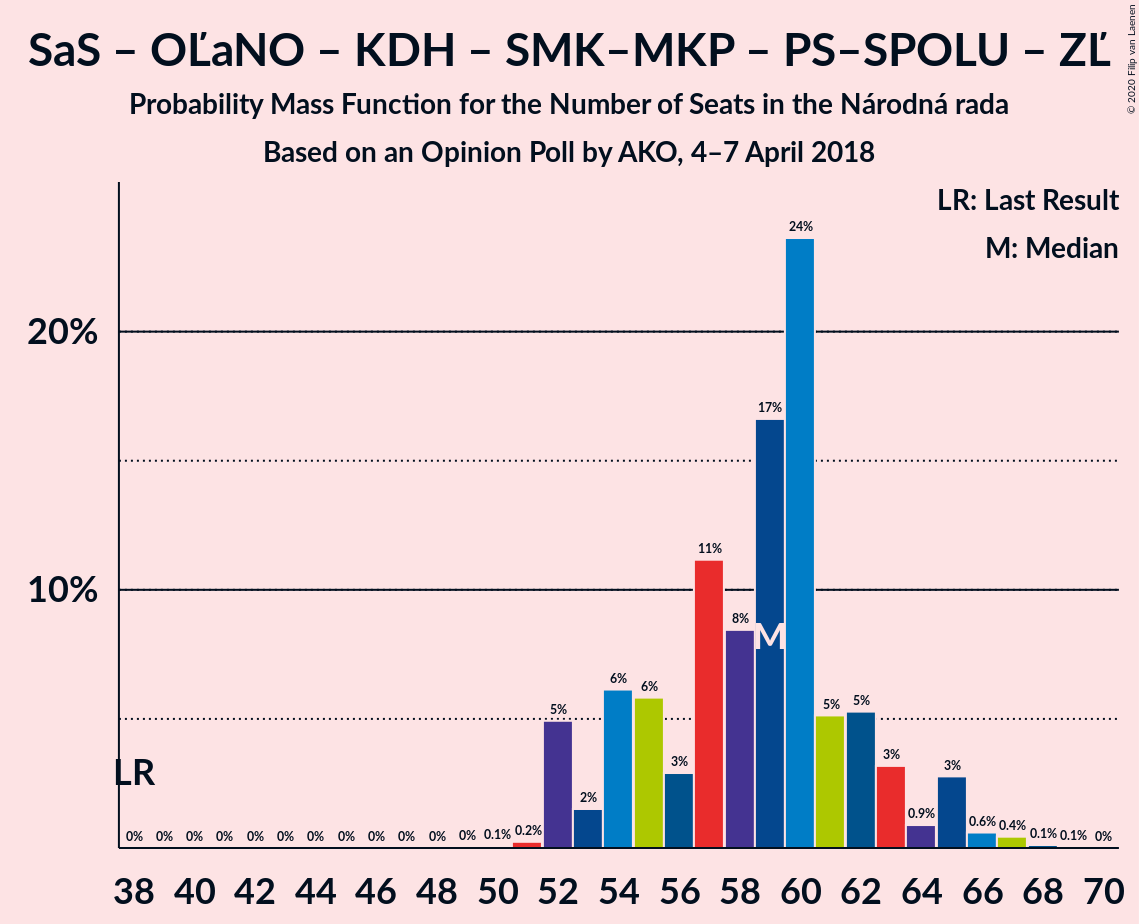 SaS – OĽaNO – KDH – SMK–MKP – PS–SPOLU – ZĽ
Probability Mass Function for the Number of Seats in the Národná rada
Based on an Opinion Poll by AKO, 4–7 April 2018
© 2020 Filip van Laenen
LR: Last Result
M: Median
20%
10%
LR
M
0% 0% 0% 0% 0% 0% 0% 0% 0% 0% 0% 0% 0.1% 0.2% 5% 2% 6% 6% 3% 11% 8% 17% 24% 5% 5% 3% 0.9% 3% 0.6% 0.4% 0.1% 0.1% 0%
38 40 42 44 46 48 50 52 54 56 58 60 62 64 66 68 70